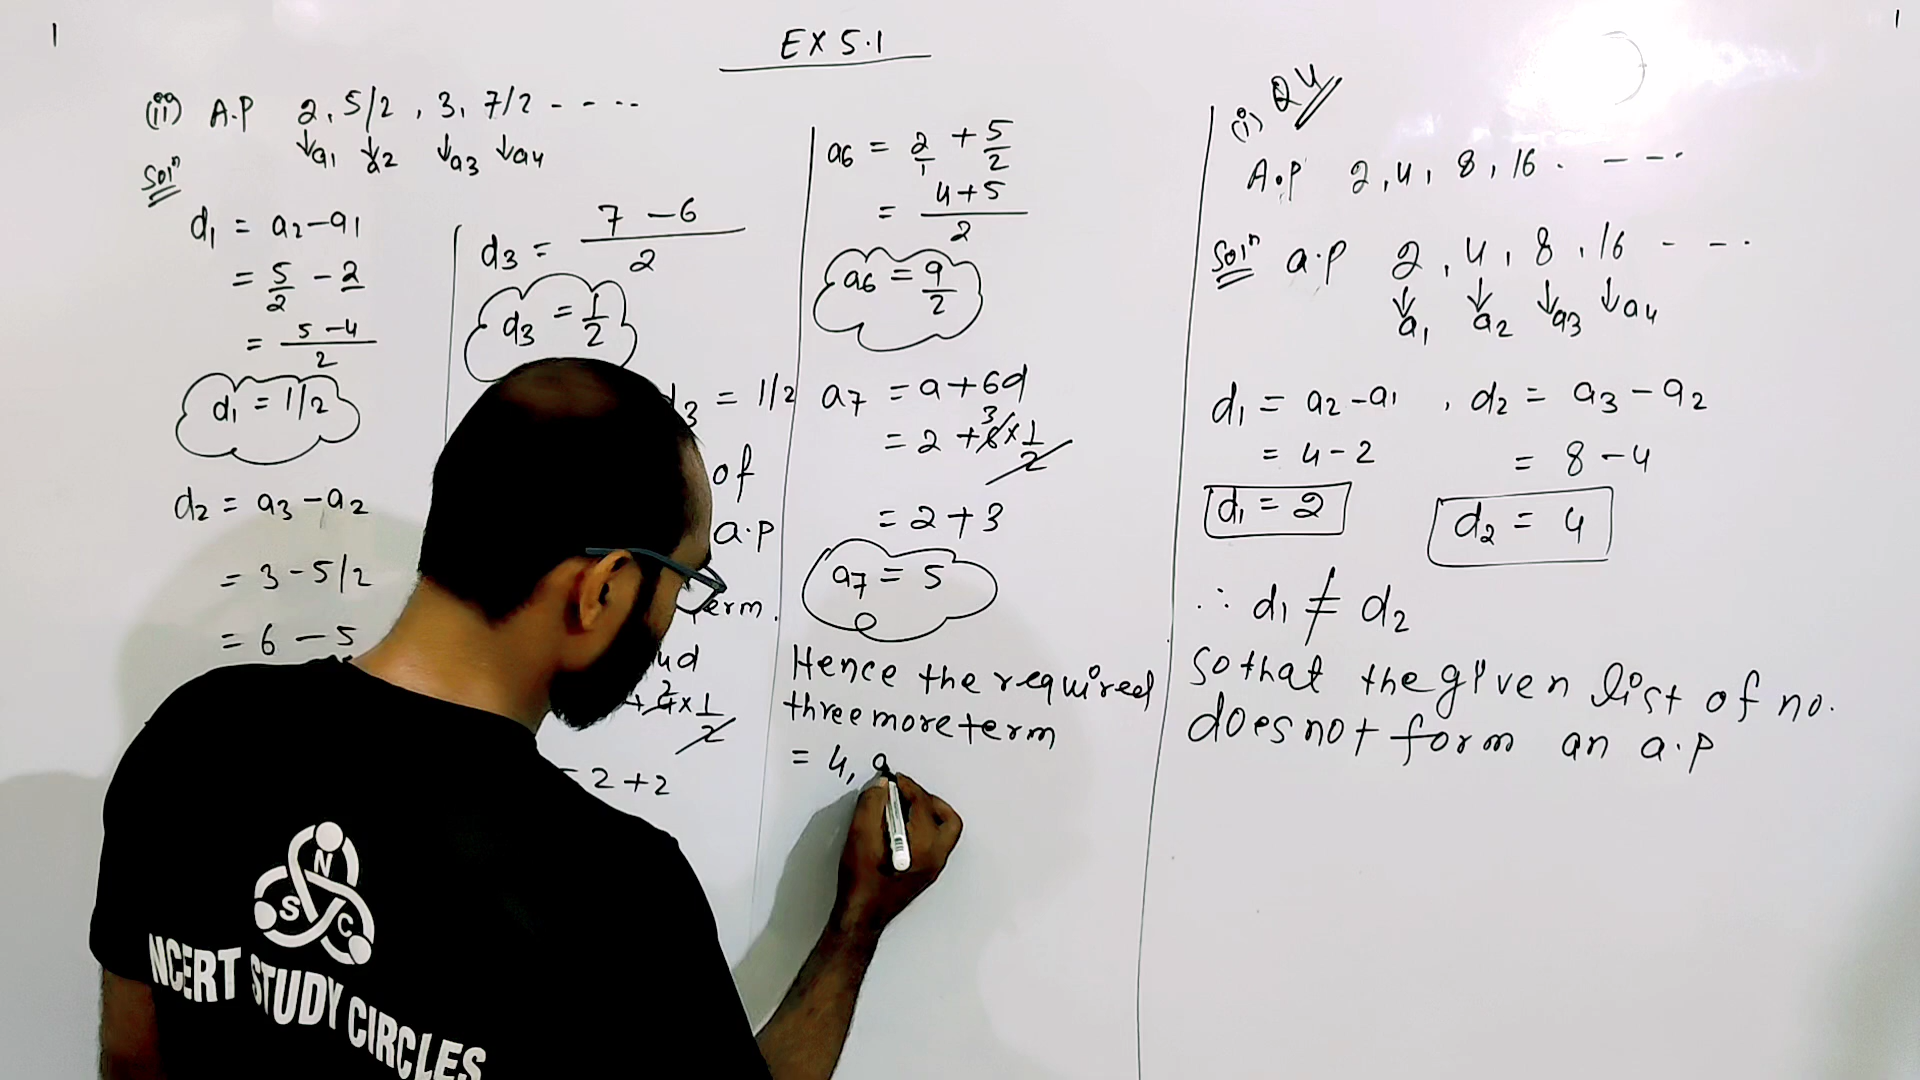 EX 5.1
(ii) A.P 2, 5/2, 3, 7/2 - - - -
↓a1 ↓a2 ↓a3 ↓a4
Solⁿ
d1 = a2-a1
= 5/2 - 2
= (5-4)/2
d1 = 1/2
d2 = a3-a2
= 3-5/2
= 6-5
d3 = (7-6)/2
d3 = 1/2
= 1/2
of
a.p
erm.
+ 4 2 × 1/2
= 2+2
a6 = 2/1 + 5/2
= (4+5)/2
a6 = 9/2
a7 = a+6d
= 2 + 6 3 × 1/2
= 2+3
a7 = 5
Hence the required
three more term
= 4,
Q4
(i)
A.P 2, 4, 8, 16. - - -
Solⁿ a.p 2, 4, 8, 16 - - -
↓a1 ↓a2 ↓a3 ↓a4
d1 = a2-a1, d2 = a3-a2
= 4-2 = 8-4
d1 = 2 d2 = 4
∴ d1 ≠ d2
So that the given list of no.
does not form an a.p
N
S C
NCERT STUDY CIRCLES